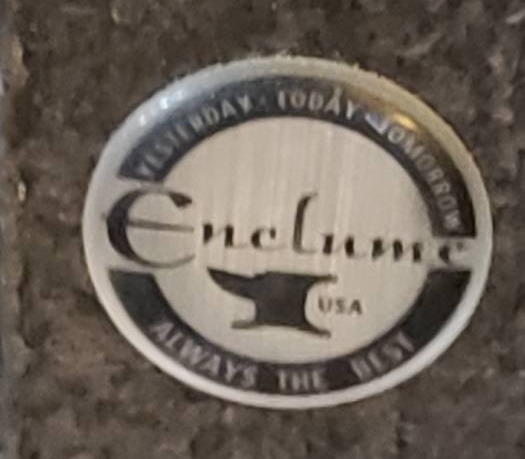 YESTERDAY · TODAY · TOMORROW
Enclume
USA
ALWAYS THE BEST